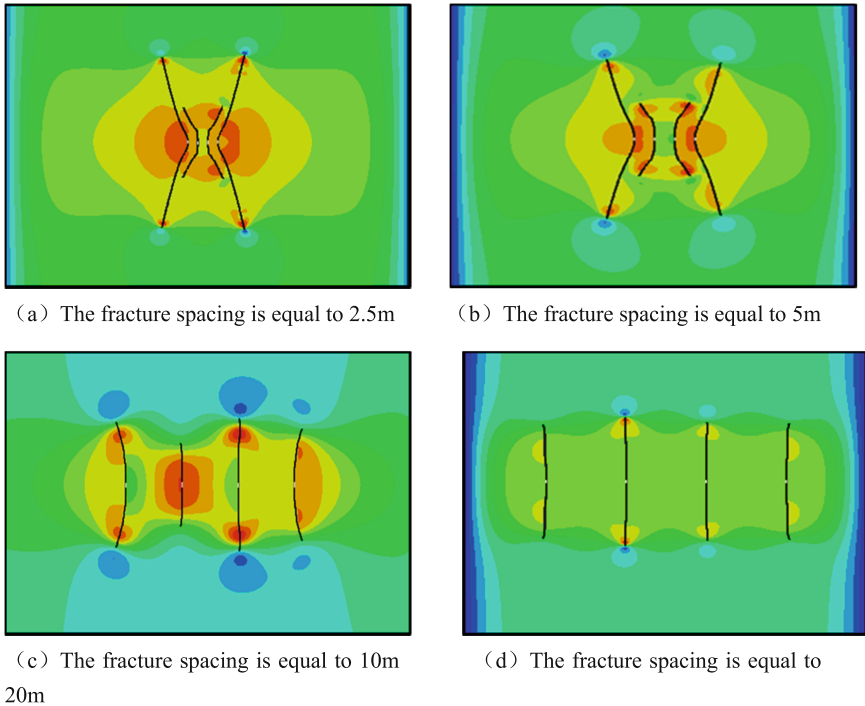 （a）The fracture spacing is equal to 2.5m
（b）The fracture spacing is equal to 5m
（c）The fracture spacing is equal to 10m
（d）The fracture spacing is equal to
20m